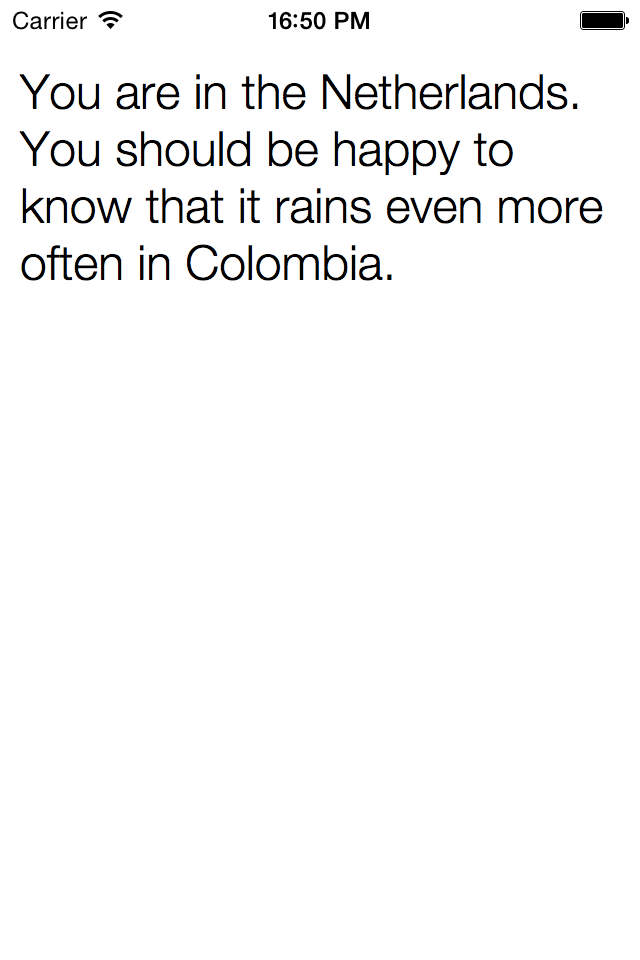 Carrier 16:50 PM
You are in the Netherlands.
You should be happy to
know that it rains even more
often in Colombia.